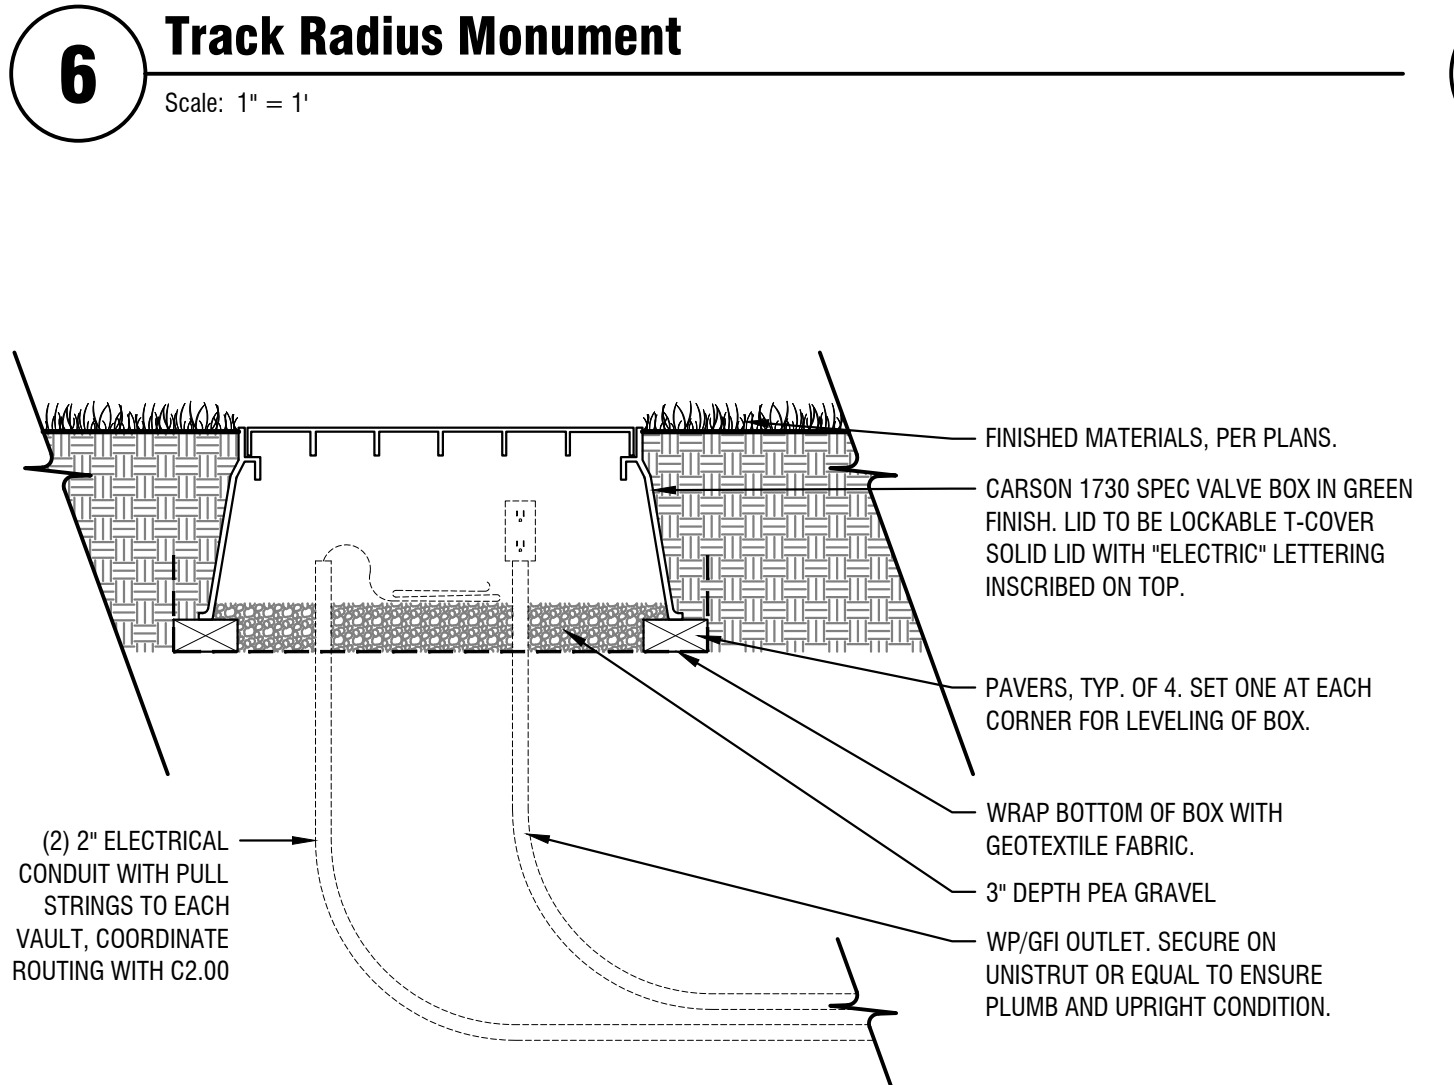 6
Track Radius Monument
Scale: 1" = 1'
FINISHED MATERIALS, PER PLANS.
CARSON 1730 SPEC VALVE BOX IN GREEN
FINISH. LID TO BE LOCKABLE T-COVER
SOLID LID WITH "ELECTRIC" LETTERING
INSCRIBED ON TOP.
PAVERS, TYP. OF 4. SET ONE AT EACH
CORNER FOR LEVELING OF BOX.
WRAP BOTTOM OF BOX WITH
GEOTEXTILE FABRIC.
3" DEPTH PEA GRAVEL
WP/GFI OUTLET. SECURE ON
UNISTRUT OR EQUAL TO ENSURE
PLUMB AND UPRIGHT CONDITION.
(2) 2" ELECTRICAL
CONDUIT WITH PULL
STRINGS TO EACH
VAULT, COORDINATE
ROUTING WITH C2.00